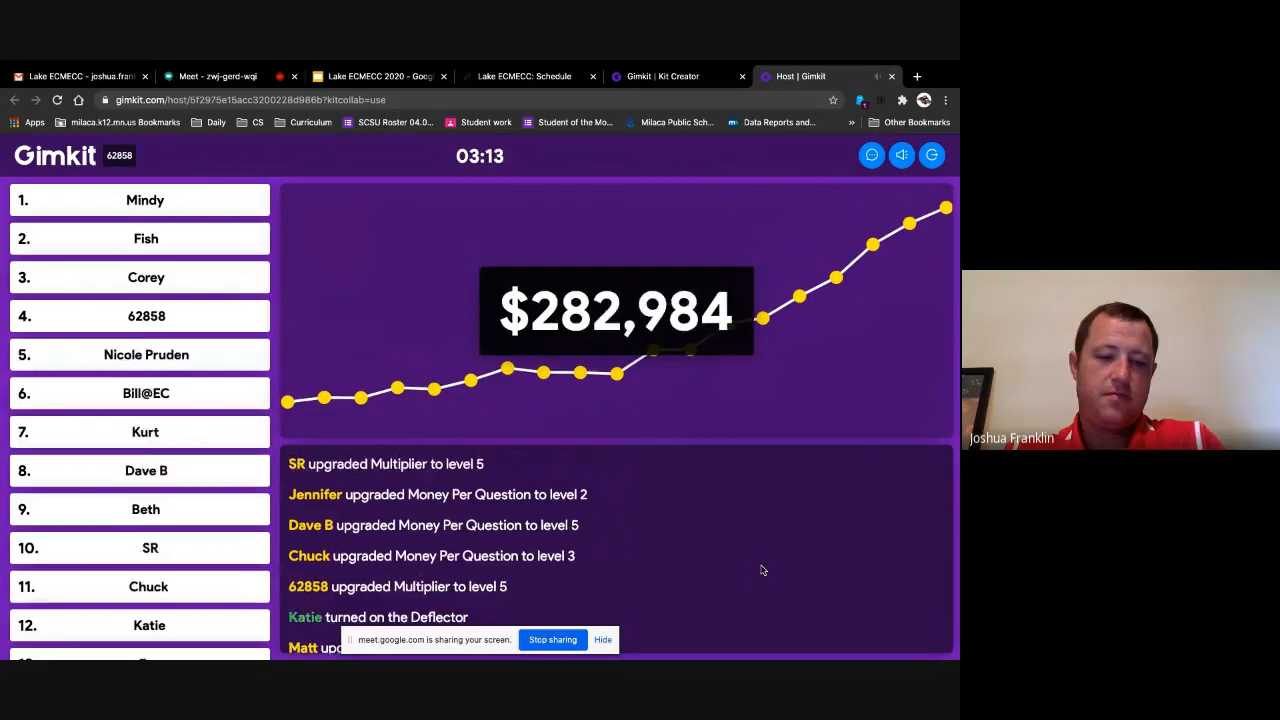 Lake ECMECC - joshua.fran
Meet - zwj-gerd-wqi
Lake ECMECC 2020 - Goog
Lake ECMECC: Schedule
Gimkit | Kit Creator
Host | Gimkit
gimkit.com/host/5f2975e15acc3200228d986b?kitcollab=use
Apps
milaca.k12.mn.us Bookmarks
Daily
CS
Curriculum
SCSU Roster 04.0...
Student work
Student of the Mo...
Milaca Public Sch...
Data Reports and...
»
Other Bookmarks
Gimkit 62858
03:13
1. Mindy
2. Fish
3. Corey
4. 62858
5. Nicole Pruden
6. Bill@EC
7. Kurt
8. Dave B
9. Beth
10. SR
11. Chuck
12. Katie
$282,984
SR upgraded Multiplier to level 5
Jennifer upgraded Money Per Question to level 2
Dave B upgraded Money Per Question to level 5
Chuck upgraded Money Per Question to level 3
62858 upgraded Multiplier to level 5
Katie turned on the Deflector
Matt upg
meet.google.com is sharing your screen.
Stop sharing
Hide
Joshua Franklin